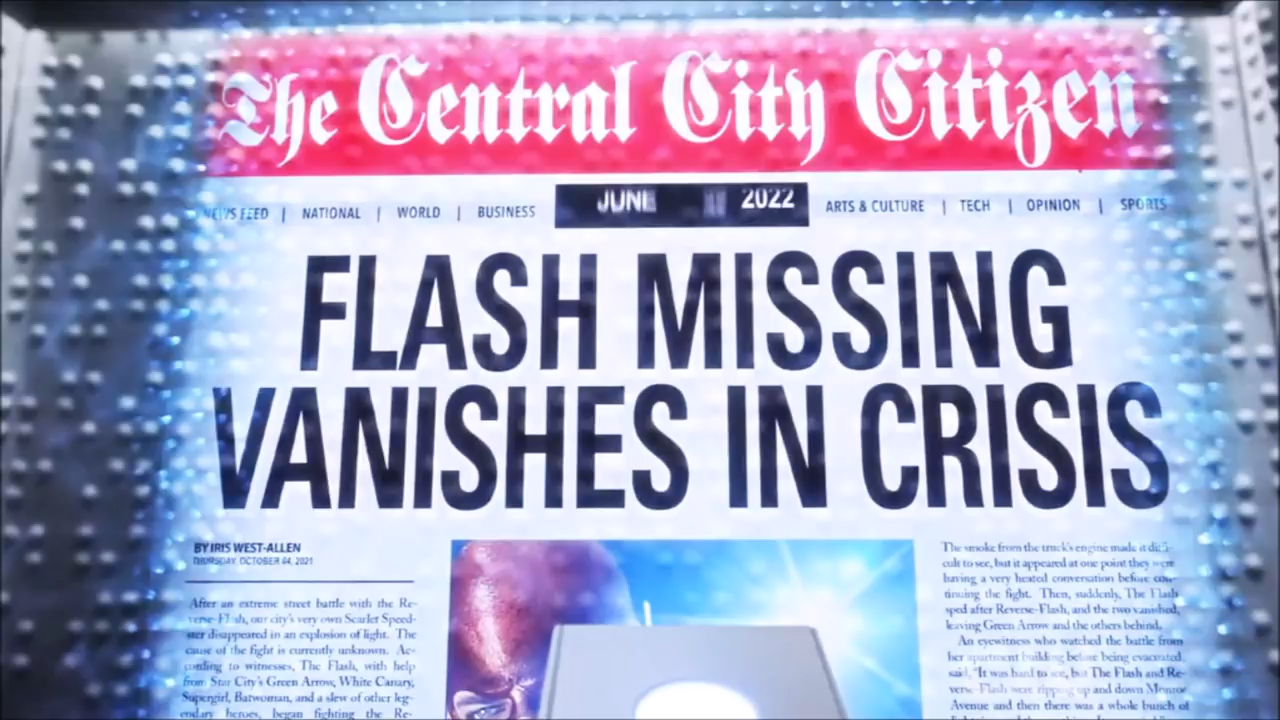 The Central City Citizen
NEWS FEED | NATIONAL | WORLD | BUSINESS
JUNE 2022
ARTS & CULTURE | TECH | OPINION | SPORTS
FLASH MISSING
VANISHES IN CRISIS
BY IRIS WEST-ALLEN
THURSDAY, OCTOBER 2021
After an extreme street battle with the Re-
verse-Flash, our city's very own Scarlet Speed-
ster disappeared in an explosion of light. The
cause of the fight is currently unknown. Ac-
cording to witnesses, The Flash, with help
from Star City's Green Arrow, White Canary,
Supergirl, Batwoman, and a slew of other leg-
endary heroes, began fighting the Re-
The smoke from the truck's engine made it diffi-
cult to see, but it appeared at one point they were
having a very heated conversation before con-
tinuing the fight. Then, suddenly, The Flash
sped after Reverse-Flash, and the two vanished,
leaving Green Arrow and the others behind.
An eyewitness who watched the battle from
her apartment building before being evacuated
said, "It was hard to see, but The Flash and Re-
verse-Flash were ripping up and down Monroe
Avenue and then there was a whole bunch of